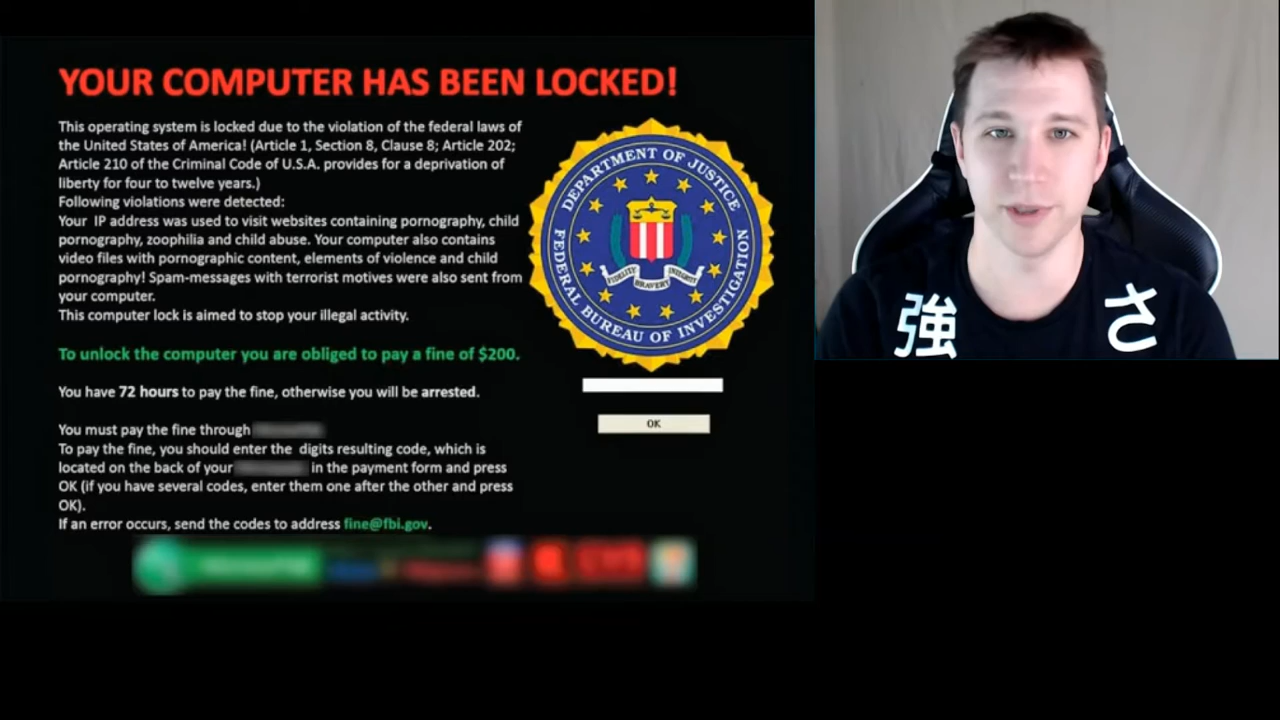 YOUR COMPUTER HAS BEEN LOCKED!
This operating system is locked due to the violation of the federal laws of
the United States of America! (Article 1, Section 8, Clause 8; Article 202;
Article 210 of the Criminal Code of U.S.A. provides for a deprivation of
liberty for four to twelve years.)
Following violations were detected:
Your IP address was used to visit websites containing pornography, child
pornography, zoophilia and child abuse. Your computer also contains
video files with pornographic content, elements of violence and child
pornography! Spam-messages with terrorist motives were also sent from
your computer.
This computer lock is aimed to stop your illegal activity.
To unlock the computer you are obliged to pay a fine of $200.
You have 72 hours to pay the fine, otherwise you will be arrested.
You must pay the fine through
To pay the fine, you should enter the digits resulting code, which is
located on the back of your in the payment form and press
OK (if you have several codes, enter them one after the other and press
OK).
If an error occurs, send the codes to address fine@fbi.gov.
DEPARTMENT OF JUSTICE
FEDERAL BUREAU OF INVESTIGATION
FIDELITY BRAVERY INTEGRITY
OK
強 さ